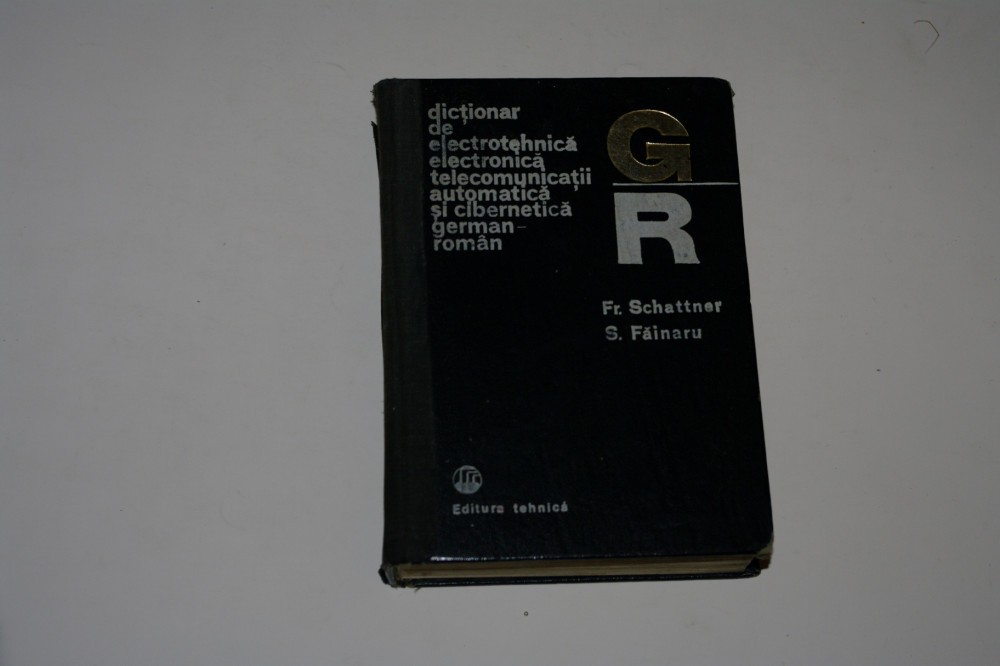 dicționar
de
electrotehnică
electronică
telecomunicații
automatică
și cibernetică
german-
român
G
R
Fr. Schattner
S. Făinaru
Editura tehnică